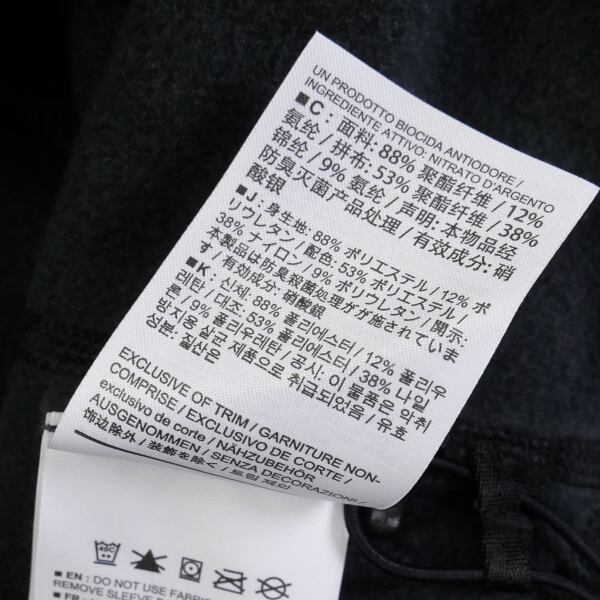 UN PRODOTTO BIOCIDA ANTIODORE /
INGREDIENTE ATTIVO: NITRATO D'ARGENTO
■C: 面料: 88% 聚酯纤维 / 12%
氨纶 / 拼布: 53% 聚酯纤维 / 38%
锦纶 / 9% 氨纶 / 声明: 本物品经
防臭灭菌产品处理 / 有效成分: 硝
酸银
■J: 身生地: 88% ポリエステル / 12% ポ
リウレタン / 配色: 53% ポリエステル /
38% ナイロン / 9% ポリウレタン / 開示:
本製品は防臭殺菌処理がが施されていま
す / 有効成分: 硝酸銀
■K: 신체: 88% 폴리에스터 / 12% 폴리우
레탄 / 대조: 53% 폴리에스터 / 38% 나일
론 / 9% 폴리우레탄 / 공시: 이 물품은 악취
방지용 살균 제품으로 취급되었음 / 유효
성분: 질산은
EXCLUSIVE OF TRIM / GARNITURE NON-
COMPRISE / EXCLUSIVO DE CORTE /
exclusivo de corte / NÄHZUBEHÖR
AUSGENOMMEN / SENZA DECORAZIONI /
饰边除外 / 装飾を除く / 트림 제외
40C
■EN: DO NOT USE FABRIC
REMOVE SLEEVE
■FR: